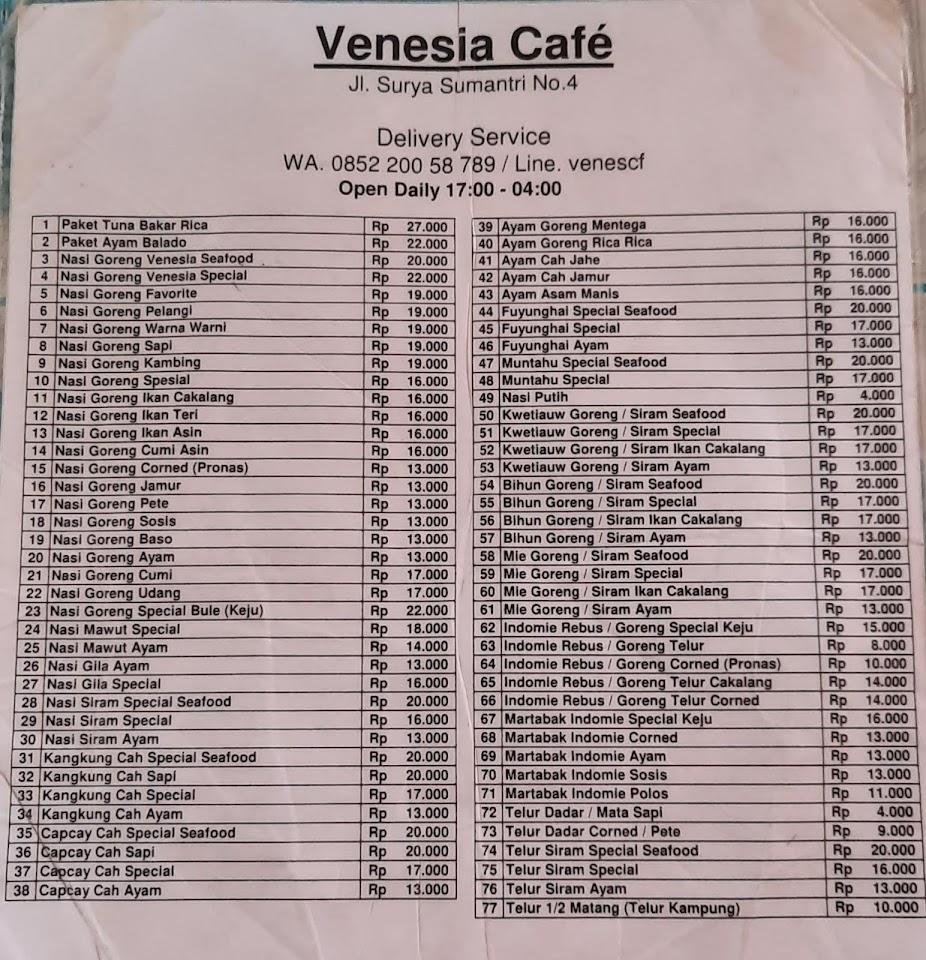 Venesia Café
Jl. Surya Sumantri No.4
Delivery Service
WA. 0852 200 58 789 / Line. venescf
Open Daily 17:00 - 04:00
1 Paket Tuna Bakar Rica Rp 27.000
2 Paket Ayam Balado Rp 22.000
3 Nasi Goreng Venesia Seafood Rp 20.000
4 Nasi Goreng Venesia Special Rp 22.000
5 Nasi Goreng Favorite Rp 19.000
6 Nasi Goreng Pelangi Rp 19.000
7 Nasi Goreng Warna Warni Rp 19.000
8 Nasi Goreng Sapi Rp 19.000
9 Nasi Goreng Kambing Rp 19.000
10 Nasi Goreng Spesial Rp 16.000
11 Nasi Goreng Ikan Cakalang Rp 16.000
12 Nasi Goreng Ikan Teri Rp 16.000
13 Nasi Goreng Ikan Asin Rp 16.000
14 Nasi Goreng Cumi Asin Rp 16.000
15 Nasi Goreng Corned (Pronas) Rp 13.000
16 Nasi Goreng Jamur Rp 13.000
17 Nasi Goreng Pete Rp 13.000
18 Nasi Goreng Sosis Rp 13.000
19 Nasi Goreng Baso Rp 13.000
20 Nasi Goreng Ayam Rp 13.000
21 Nasi Goreng Cumi Rp 17.000
22 Nasi Goreng Udang Rp 17.000
23 Nasi Goreng Special Bule (Keju) Rp 22.000
24 Nasi Mawut Special Rp 18.000
25 Nasi Mawut Ayam Rp 14.000
26 Nasi Gila Ayam Rp 13.000
27 Nasi Gila Special Rp 16.000
28 Nasi Siram Special Seafood Rp 20.000
29 Nasi Siram Special Rp 16.000
30 Nasi Siram Ayam Rp 13.000
31 Kangkung Cah Special Seafood Rp 20.000
32 Kangkung Cah Sapi Rp 20.000
33 Kangkung Cah Special Rp 17.000
34 Kangkung Cah Ayam Rp 13.000
35 Capcay Cah Special Seafood Rp 20.000
36 Capcay Cah Sapi Rp 20.000
37 Capcay Cah Special Rp 17.000
38 Capcay Cah Ayam Rp 13.000
39 Ayam Goreng Mentega Rp 16.000
40 Ayam Goreng Rica Rica Rp 16.000
41 Ayam Cah Jahe Rp 16.000
42 Ayam Cah Jamur Rp 16.000
43 Ayam Asam Manis Rp 16.000
44 Fuyunghai Special Seafood Rp 20.000
45 Fuyunghai Special Rp 17.000
46 Fuyunghai Ayam Rp 13.000
47 Muntahu Special Seafood Rp 20.000
48 Muntahu Special Rp 17.000
49 Nasi Putih Rp 4.000
50 Kwetiauw Goreng / Siram Seafood Rp 20.000
51 Kwetiauw Goreng / Siram Special Rp 17.000
52 Kwetiauw Goreng / Siram Ikan Cakalang Rp 17.000
53 Kwetiauw Goreng / Siram Ayam Rp 13.000
54 Bihun Goreng / Siram Seafood Rp 20.000
55 Bihun Goreng / Siram Special Rp 17.000
56 Bihun Goreng / Siram Ikan Cakalang Rp 17.000
57 Bihun Goreng / Siram Ayam Rp 13.000
58 Mie Goreng / Siram Seafood Rp 20.000
59 Mie Goreng / Siram Special Rp 17.000
60 Mie Goreng / Siram Ikan Cakalang Rp 17.000
61 Mie Goreng / Siram Ayam Rp 13.000
62 Indomie Rebus / Goreng Special Keju Rp 15.000
63 Indomie Rebus / Goreng Telur Rp 8.000
64 Indomie Rebus / Goreng Corned (Pronas) Rp 10.000
65 Indomie Rebus / Goreng Telur Cakalang Rp 14.000
66 Indomie Rebus / Goreng Telur Corned Rp 14.000
67 Martabak Indomie Special Keju Rp 16.000
68 Martabak Indomie Corned Rp 13.000
69 Martabak Indomie Ayam Rp 13.000
70 Martabak Indomie Sosis Rp 13.000
71 Martabak Indomie Polos Rp 11.000
72 Telur Dadar / Mata Sapi Rp 4.000
73 Telur Dadar Corned / Pete Rp 9.000
74 Telur Siram Special Seafood Rp 20.000
75 Telur Siram Special Rp 16.000
76 Telur Siram Ayam Rp 13.000
77 Telur 1/2 Matang (Telur Kampung) Rp 10.000